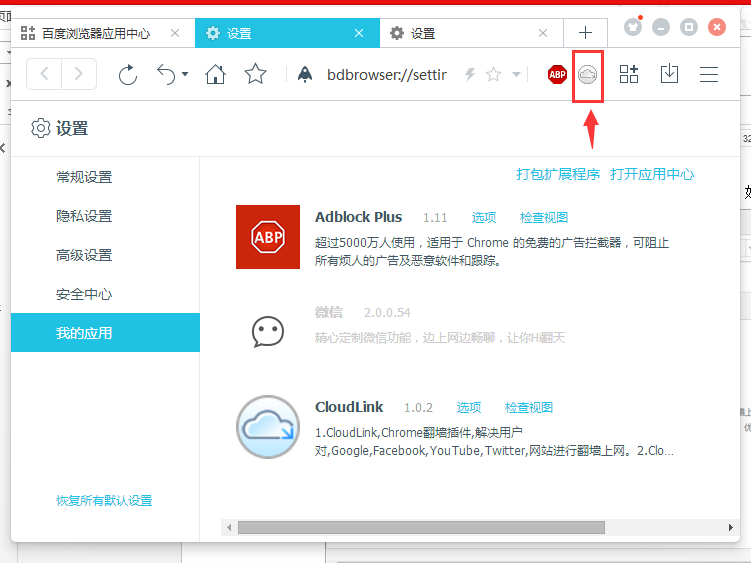 页面
百度浏览器应用中心
设置
设置
bdbrowser://settir
ABP
设置
打包扩展程序 打开应用中心
常规设置
隐私设置
高级设置
安全中心
我的应用
恢复所有默认设置
ABP
Adblock Plus 1.11 选项 检查视图
超过5000万人使用，适用于 Chrome 的免费的广告拦截器，可阻止
所有烦人的广告及恶意软件和跟踪。
微信 2.0.0.54
精心定制微信功能，边上网边畅聊，让你Hi翻天
CloudLink 1.0.2 选项 检查视图
1.CloudLink,Chrome翻墙插件,解决用户
对,Google,Facebook,YouTube,Twitter,网站进行翻墙上网。2.Clo...
32